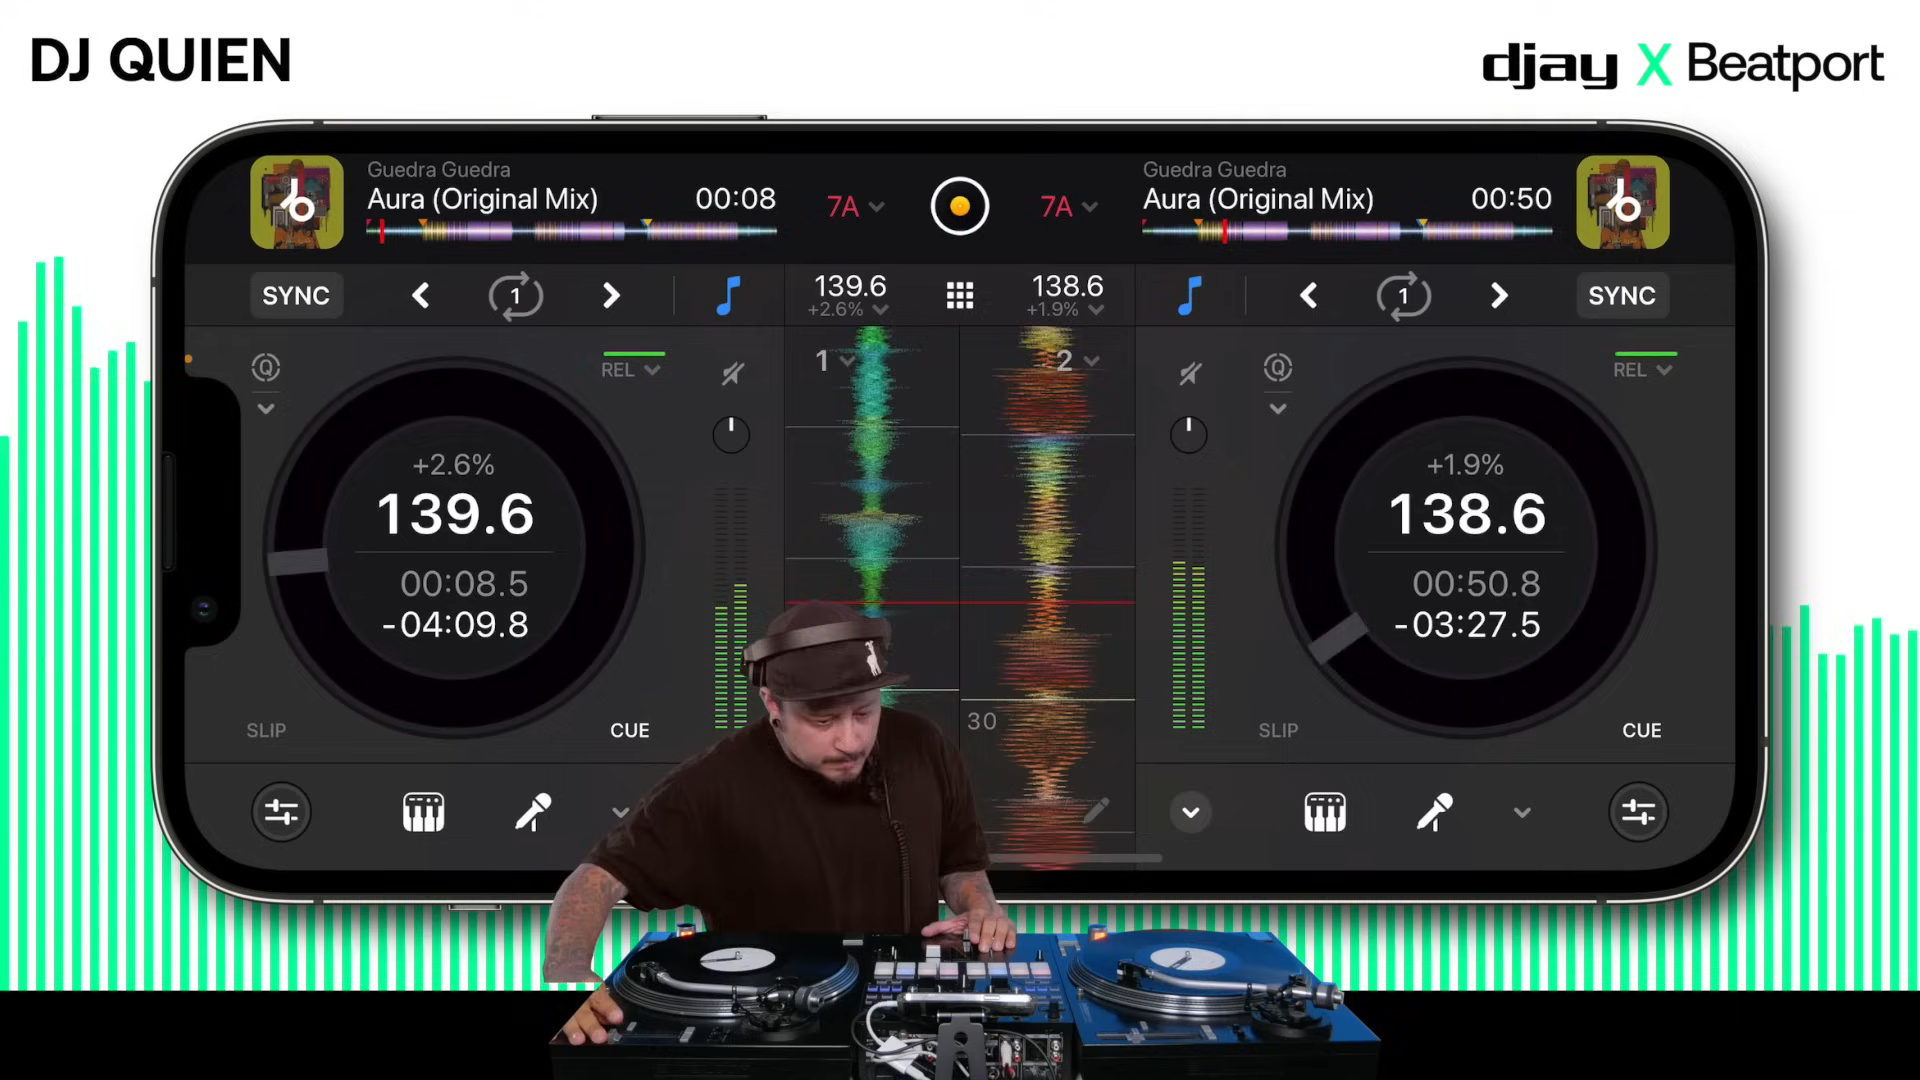 DJ QUIEN
djay X Beatport
Guedra Guedra
Aura (Original Mix)
00:08
7A
7A
Guedra Guedra
Aura (Original Mix)
00:50
SYNC
1
139.6
+2.6%
138.6
+1.9%
1
SYNC
Q
REL
1
2
Q
REL
+2.6%
139.6
00:08.5
-04:09.8
+1.9%
138.6
00:50.8
-03:27.5
30
SLIP
CUE
SLIP
CUE